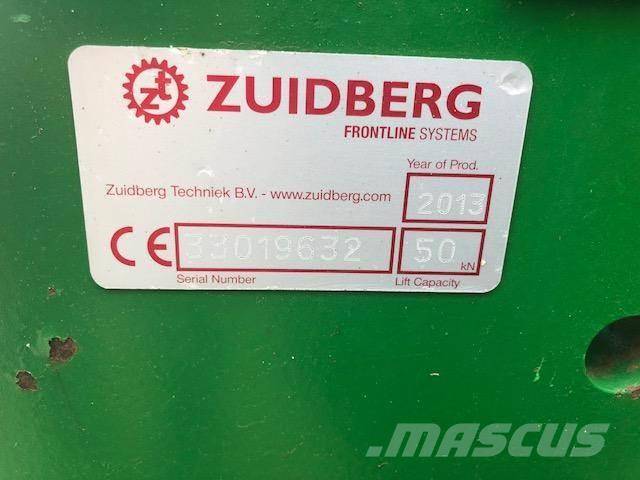 zt ZUIDBERG
FRONTLINE SYSTEMS
Year of Prod.
Zuidberg Techniek B.V. - www.zuidberg.com
2013
CE 33019632 50 kN
Serial Number Lift Capacity
.MASCUS